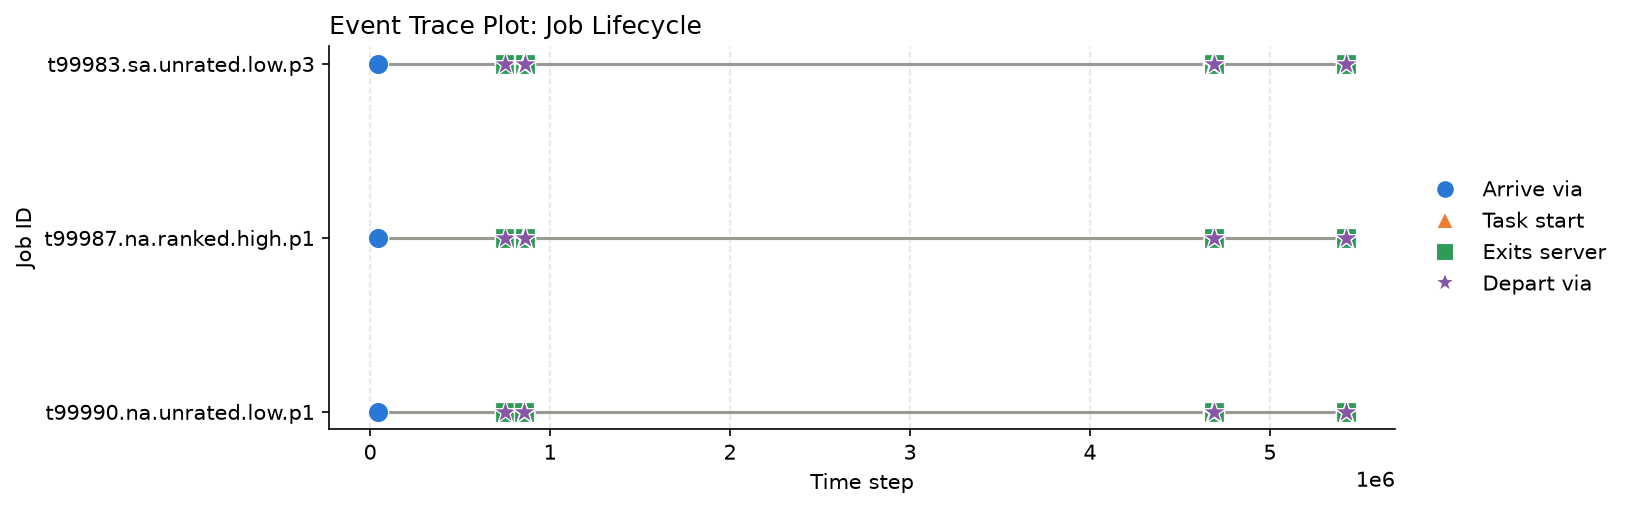 Event Trace Plot: Job Lifecycle
t99983.sa.unrated.low.p3
t99987.na.ranked.high.p1
t99990.na.unrated.low.p1
Job ID
0 1 2 3 4 5
1e6
Time step
Arrive via
Task start
Exits server
Depart via